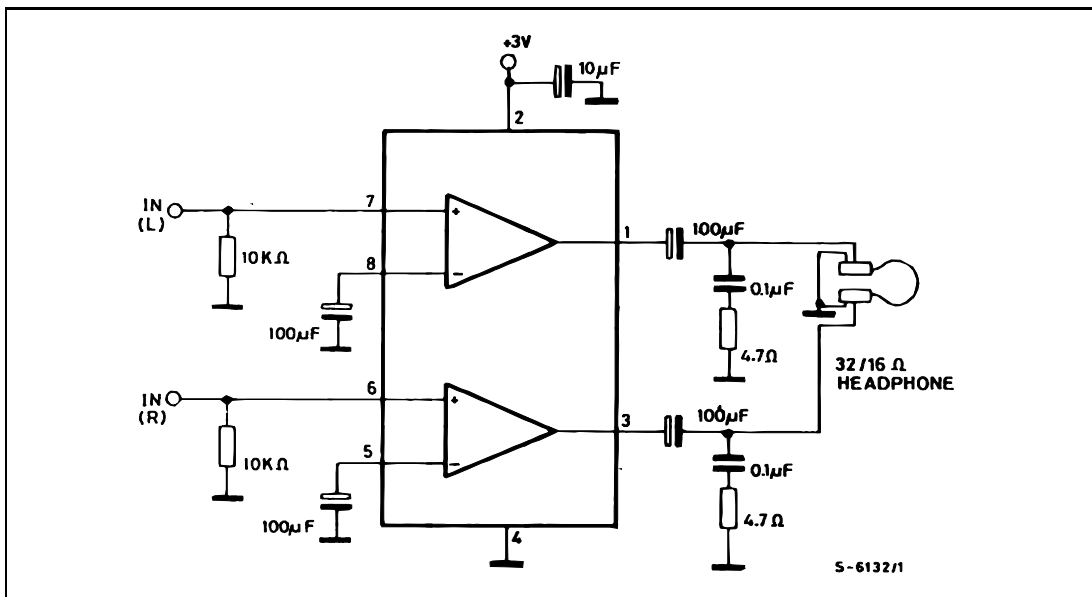 +3V
10µF
2
IN
(L)
7
10KΩ
8
100µF
1
100µF
0.1µF
4.7Ω
32/16 Ω
HEADPHONE
IN
(R)
6
10KΩ
5
100µF
3
100µF
0.1µF
4.7Ω
4
S-6132/1
+
−
+
−